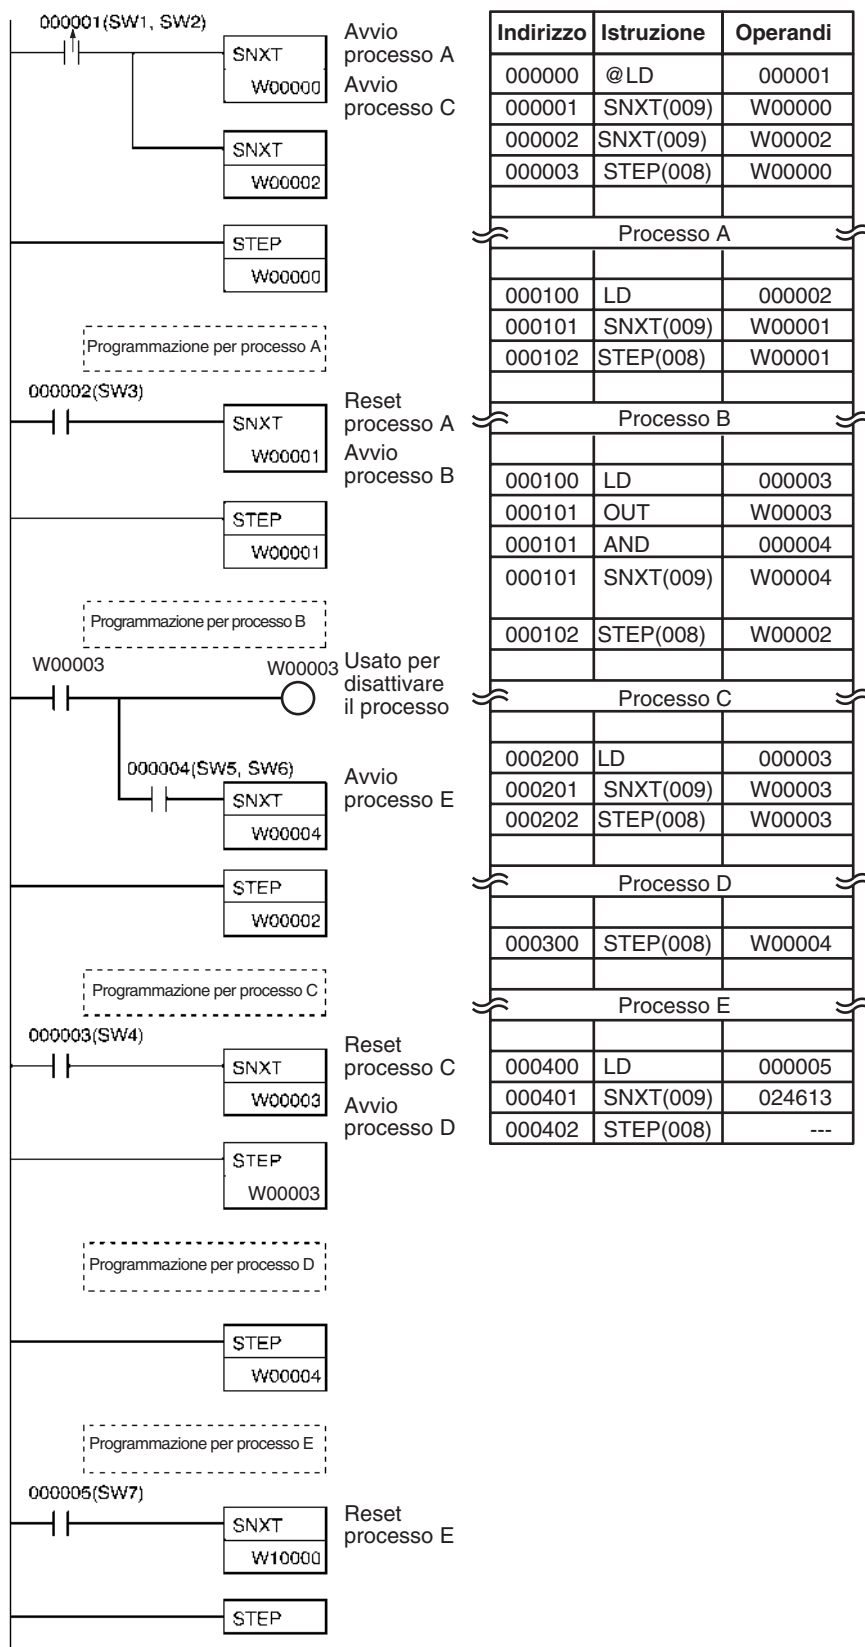 000001(SW1, SW2)
SNXT
W00000
Avvio
processo A
Avvio
processo C
SNXT
W00002
STEP
W00000
Programmazione per processo A
000002(SW3)
SNXT
W00001
Reset
processo A
Avvio
processo B
STEP
W00001
Programmazione per processo B
W00003
W00003
Usato per
disattivare
il processo
000004(SW5, SW6)
SNXT
W00004
Avvio
processo E
STEP
W00002
Programmazione per processo C
000003(SW4)
SNXT
W00003
Reset
processo C
Avvio
processo D
STEP
W00003
Programmazione per processo D
STEP
W00004
Programmazione per processo E
000005(SW7)
SNXT
W10000
Reset
processo E
STEP
Indirizzo Istruzione Operandi
000000 @LD 000001
000001 SNXT(009) W00000
000002 SNXT(009) W00002
000003 STEP(008) W00000
Processo A
000100 LD 000002
000101 SNXT(009) W00001
000102 STEP(008) W00001
Processo B
000100 LD 000003
000101 OUT W00003
000101 AND 000004
000101 SNXT(009) W00004
000102 STEP(008) W00002
Processo C
000200 LD 000003
000201 SNXT(009) W00003
000202 STEP(008) W00003
Processo D
000300 STEP(008) W00004
Processo E
000400 LD 000005
000401 SNXT(009) 024613
000402 STEP(008) ---